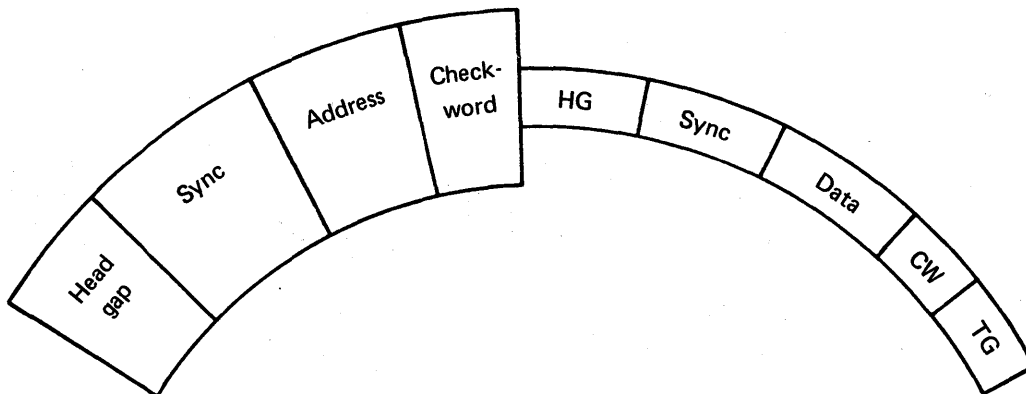 Head
gap
Sync
Address
Check-
word
HG
Sync
Data
CW
TG